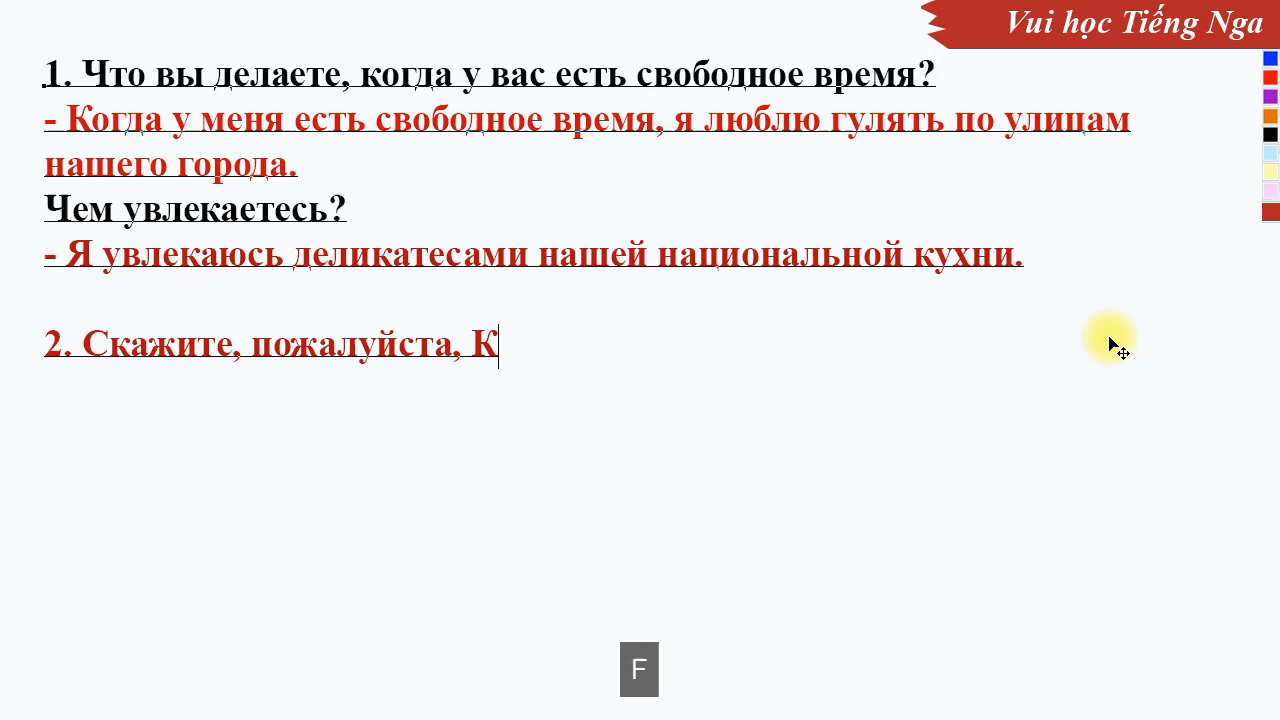 Vui học Tiếng Nga
1. Что вы делаете, когда у вас есть свободное время?
- Когда у меня есть свободное время, я люблю гулять по улицам
нашего города.
Чем увлекаетесь?
- Я увлекаюсь деликатесами нашей национальной кухни.
2. Скажите, пожалуйста, К
F